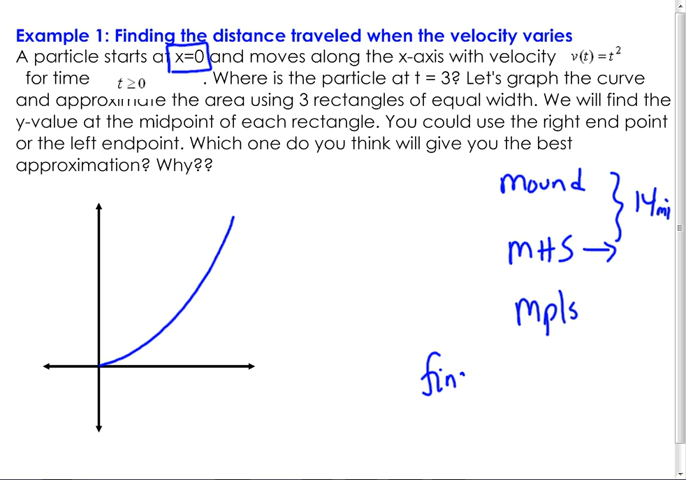 Example 1: Finding the distance traveled when the velocity varies
A particle starts at x=0 and moves along the x-axis with velocity v(t) = t²
for time t ≥ 0 . Where is the particle at t = 3? Let's graph the curve
and approximate the area using 3 rectangles of equal width. We will find the
y-value at the midpoint of each rectangle. You could use the right end point
or the left endpoint. Which one do you think will give you the best
approximation? Why??
Mound
14mi
MHS →
Mpls
fin.